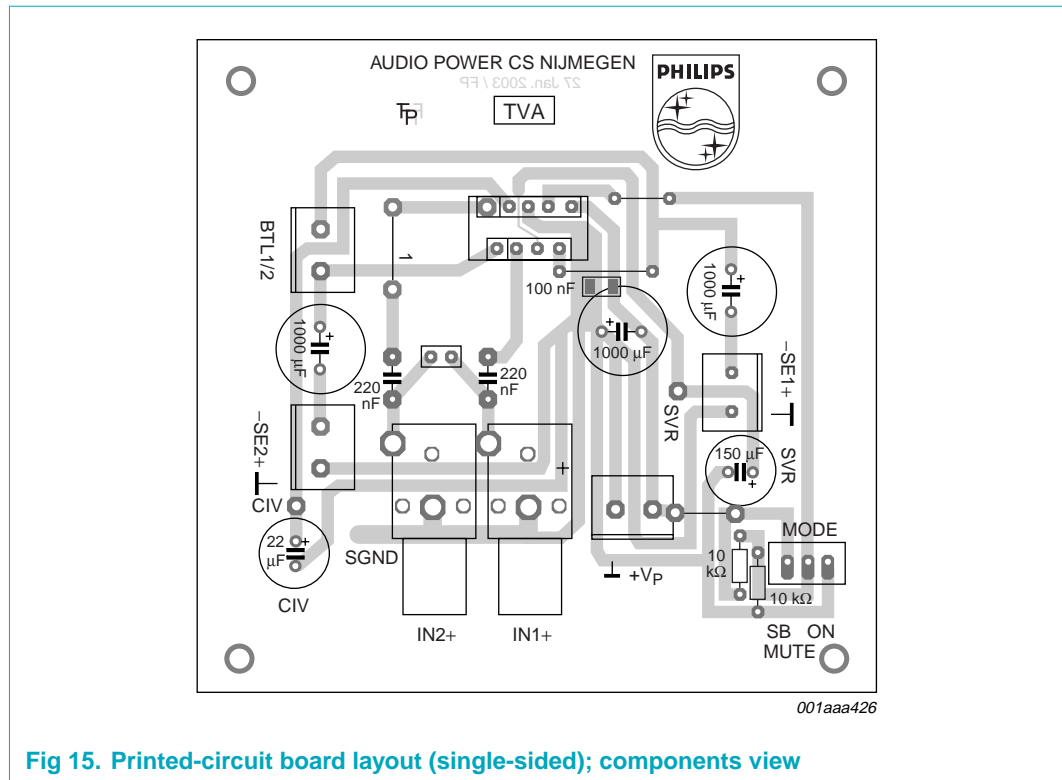 AUDIO POWER CS NIJMEGEN
27 Jan. 2003 / FP
PHILIPS
TVA
BTL1/2
1
100 nF
1000 µF
1000 µF
1000 µF
220
nF
220
nF
−SE1+
SVR
−SE2+
150 µF
SVR
CIV
MODE
22
µF
SGND
+VP
10
kΩ
10 kΩ
CIV
IN2+
IN1+
SB ON
MUTE
001aaa426
Fig 15. Printed-circuit board layout (single-sided); components view